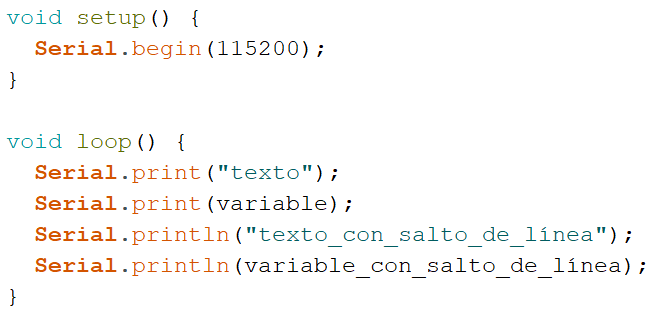 void setup() {
  Serial.begin(115200);
}

void loop() {
  Serial.print("texto");
  Serial.print(variable);
  Serial.println("texto_con_salto_de_línea");
  Serial.println(variable_con_salto_de_línea);
}